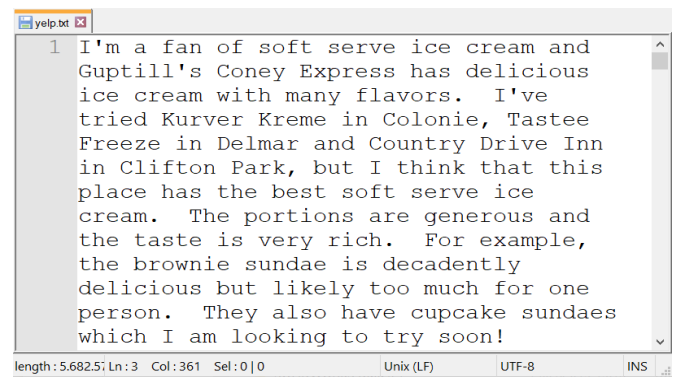 yelp.txt
1 I'm a fan of soft serve ice cream and
Guptill's Coney Express has delicious
ice cream with many flavors.  I've
tried Kurver Kreme in Colonie, Tastee
Freeze in Delmar and Country Drive Inn
in Clifton Park, but I think that this
place has the best soft serve ice
cream.  The portions are generous and
the taste is very rich.  For example,
the brownie sundae is decadently
delicious but likely too much for one
person.  They also have cupcake sundaes
which I am looking to try soon!
length : 5.682.57 Ln : 3 Col : 361 Sel : 0 | 0 Unix (LF) UTF-8 INS